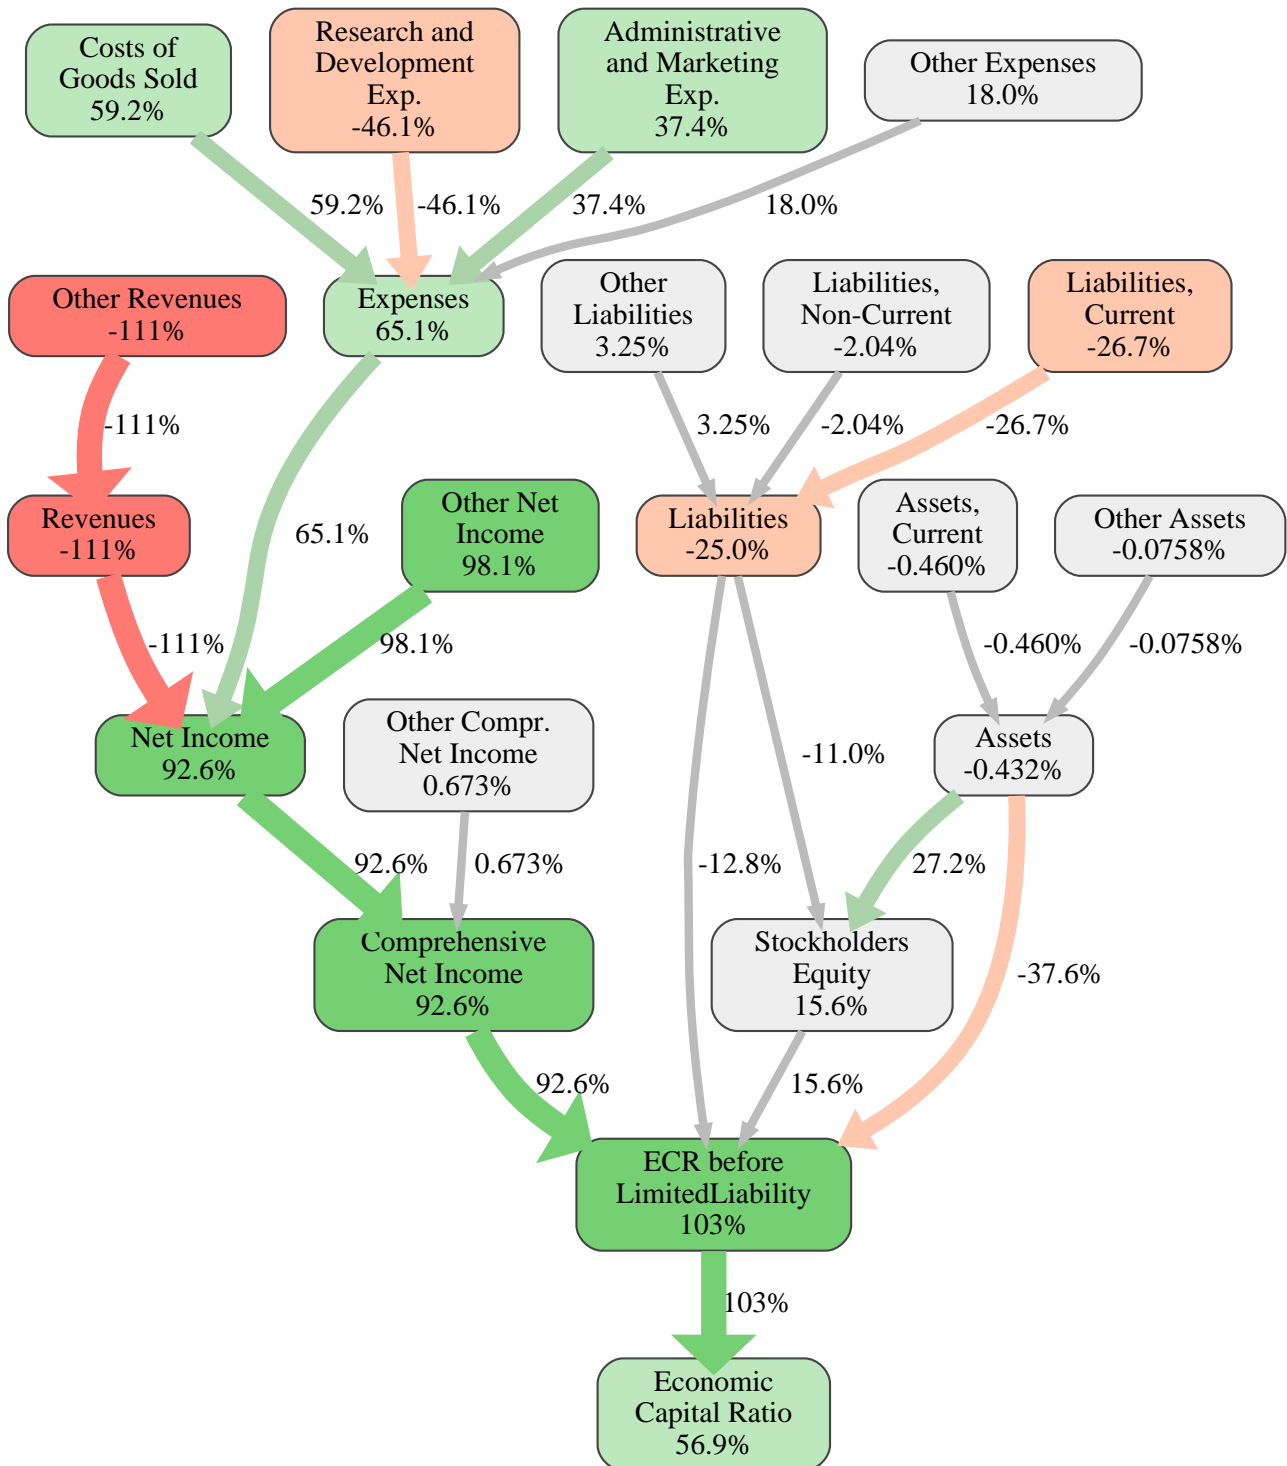 Costs of
Goods Sold
59.2%
Research and
Development
Exp.
-46.1%
Administrative
and Marketing
Exp.
37.4%
Other Expenses
18.0%
59.2%
-46.1%
37.4%
18.0%
Other Revenues
-111%
Expenses
65.1%
Other
Liabilities
3.25%
Liabilities,
Non-Current
-2.04%
Liabilities,
Current
-26.7%
-111%
3.25%
-2.04%
-26.7%
Revenues
-111%
65.1%
Other Net
Income
98.1%
Liabilities
-25.0%
Assets,
Current
-0.460%
Other Assets
-0.0758%
-111%
98.1%
-0.460%
-0.0758%
Net Income
92.6%
Other Compr.
Net Income
0.673%
-11.0%
Assets
-0.432%
92.6%
0.673%
-12.8%
27.2%
Comprehensive
Net Income
92.6%
Stockholders
Equity
15.6%
-37.6%
92.6%
15.6%
ECR before
LimitedLiability
103%
103%
Economic
Capital Ratio
56.9%